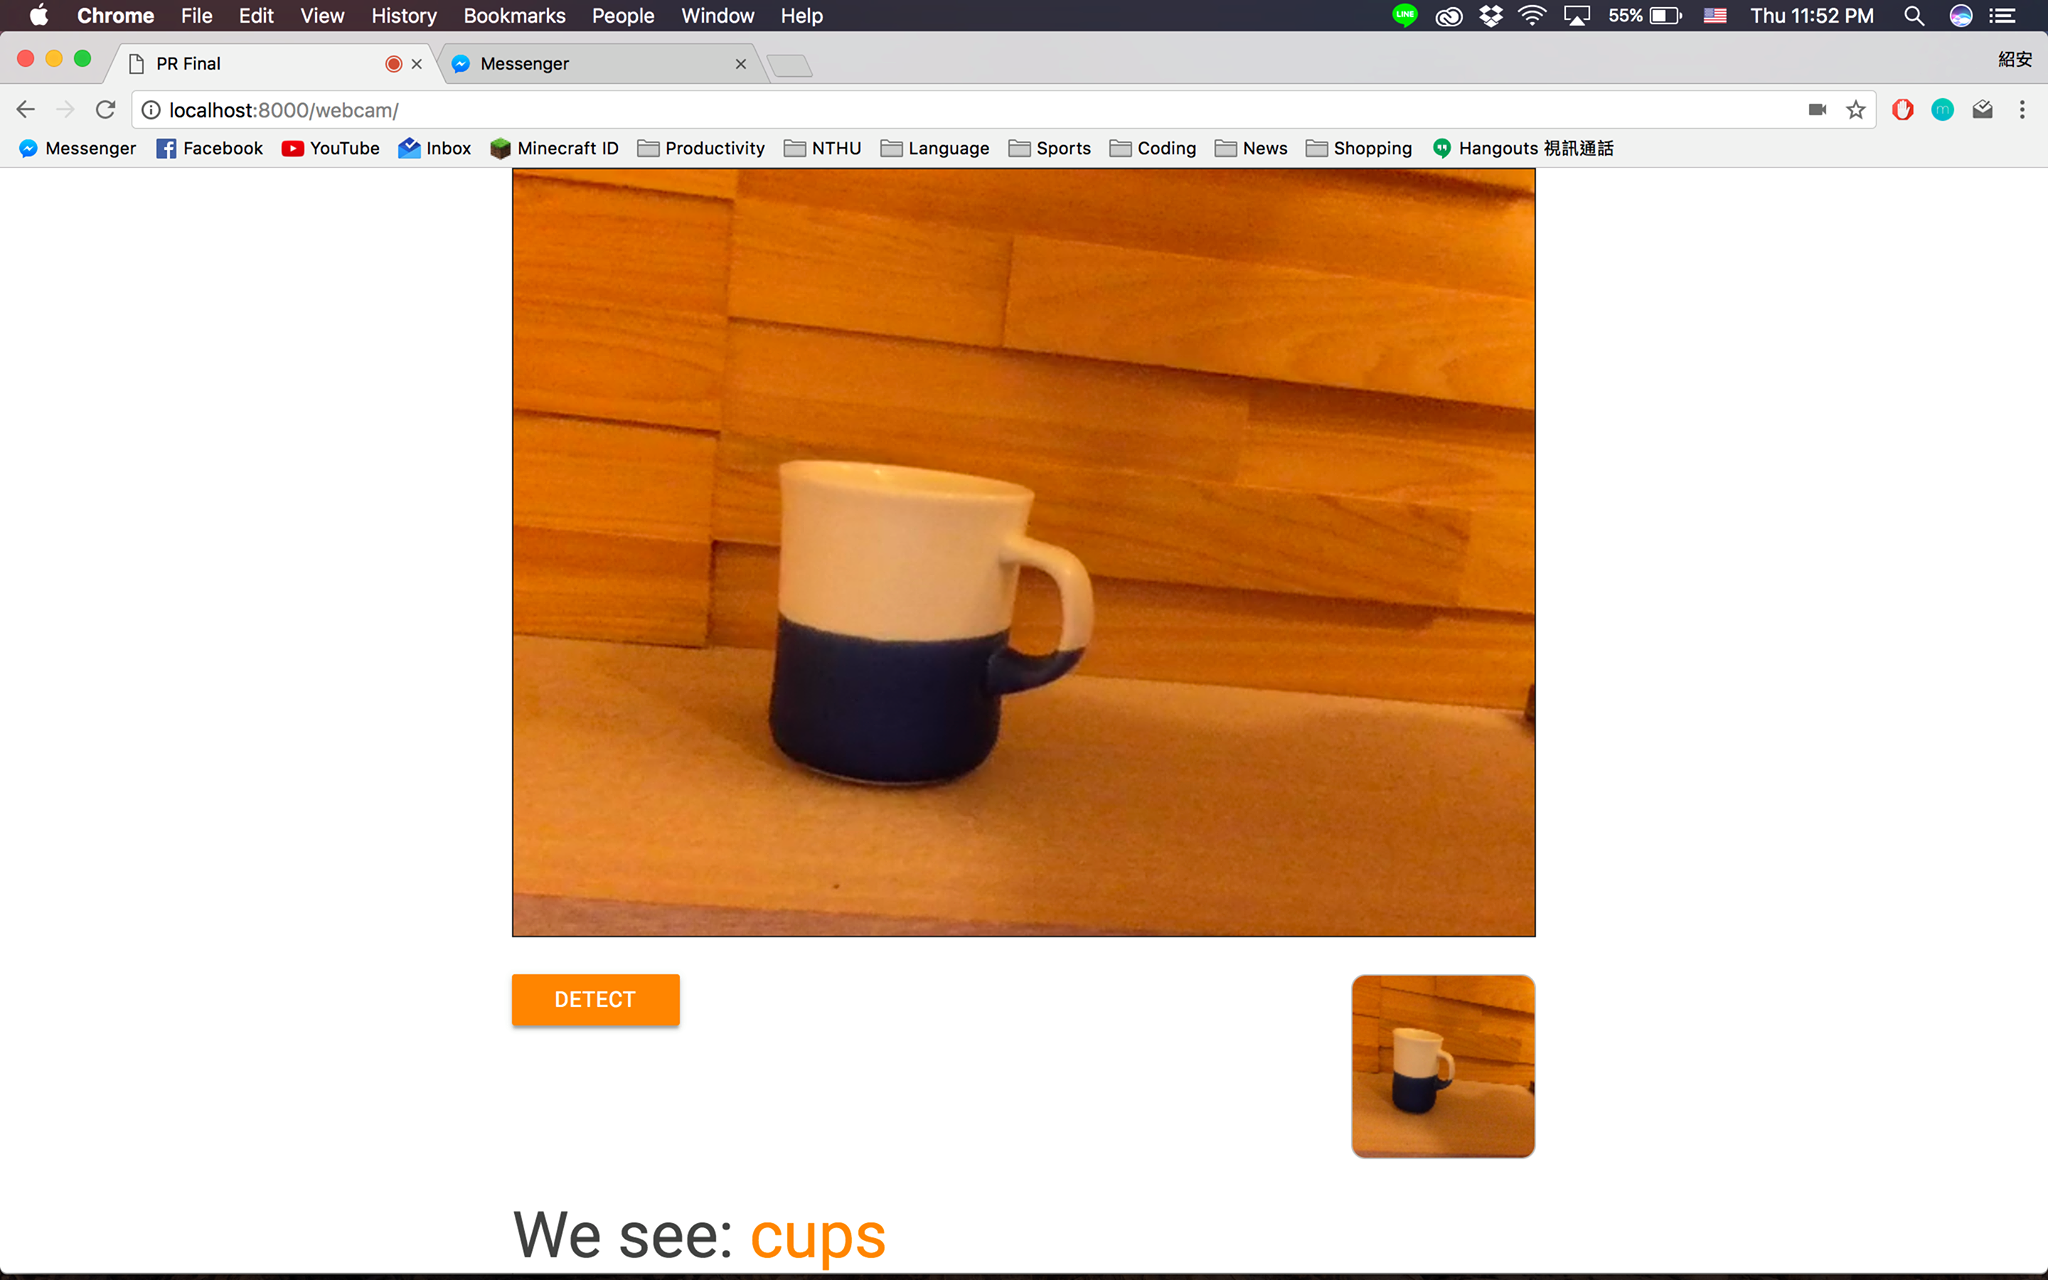 Chrome File Edit View History Bookmarks People Window Help LINE 55% Thu 11:52 PM
PR Final Messenger 紹安
localhost:8000/webcam/ m
Messenger Facebook YouTube Inbox Minecraft ID Productivity NTHU Language Sports Coding News Shopping Hangouts 視訊通話
DETECT
We see: cups